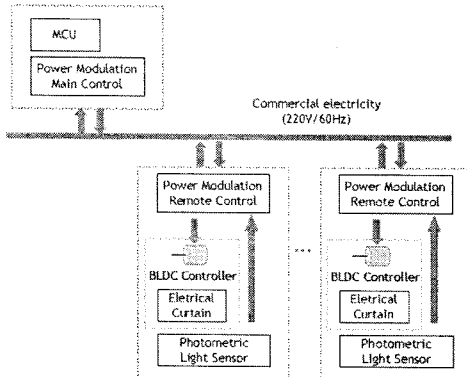 MCU
Power Modulation
Main Control
Commercial electricity
(220V/60Hz)
Power Modulation
Remote Control
BLDC Controller
Eletrical
Curtain
Photometric
Light Sensor
...
Power Modulation
Remote Control
BLDC Controller
Eletrical
Curtain
Photometric
Light Sensor